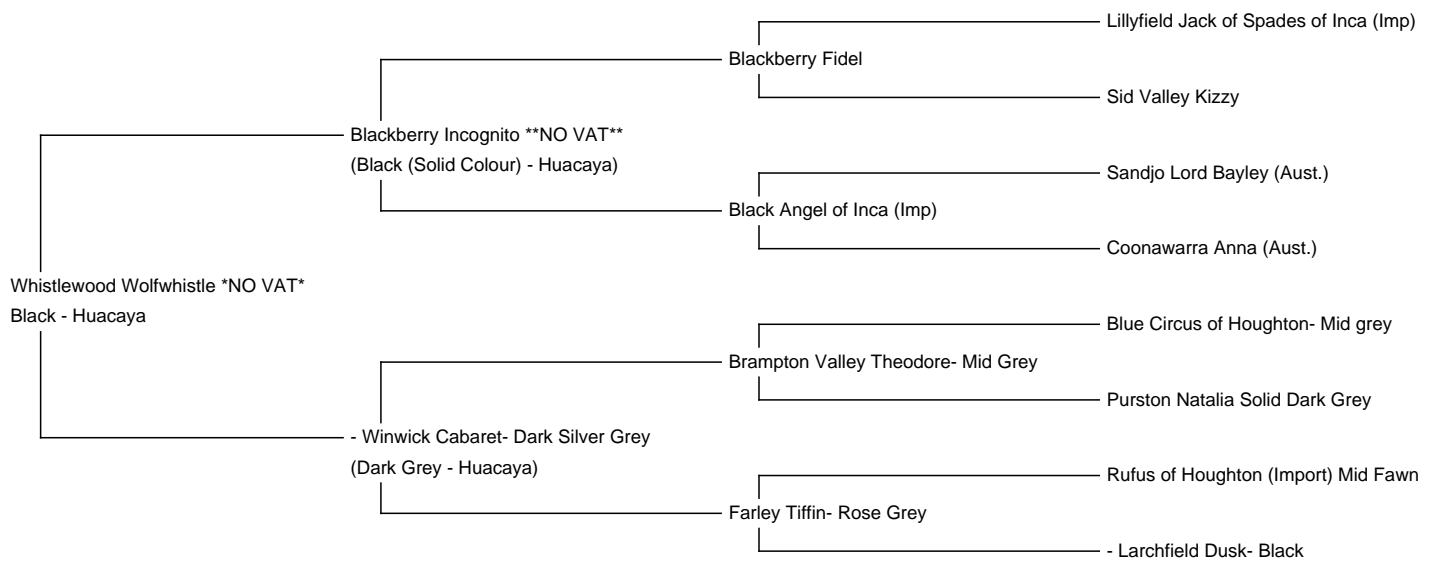 Lillyfield Jack of Spades of Inca (Imp)
Blackberry Fidel
Sid Valley Kizzy
Blackberry Incognito **NO VAT**
(Black (Solid Colour) - Huacaya)
Sandjo Lord Bayley (Aust.)
Black Angel of Inca (Imp)
Coonawarra Anna (Aust.)
Whistlewood Wolfwhistle *NO VAT*
Black - Huacaya
Blue Circus of Houghton- Mid grey
Brampton Valley Theodore- Mid Grey
Purston Natalia Solid Dark Grey
- Winwick Cabaret- Dark Silver Grey
(Dark Grey - Huacaya)
Rufus of Houghton (Import) Mid Fawn
Farley Tiffin- Rose Grey
- Larchfield Dusk- Black